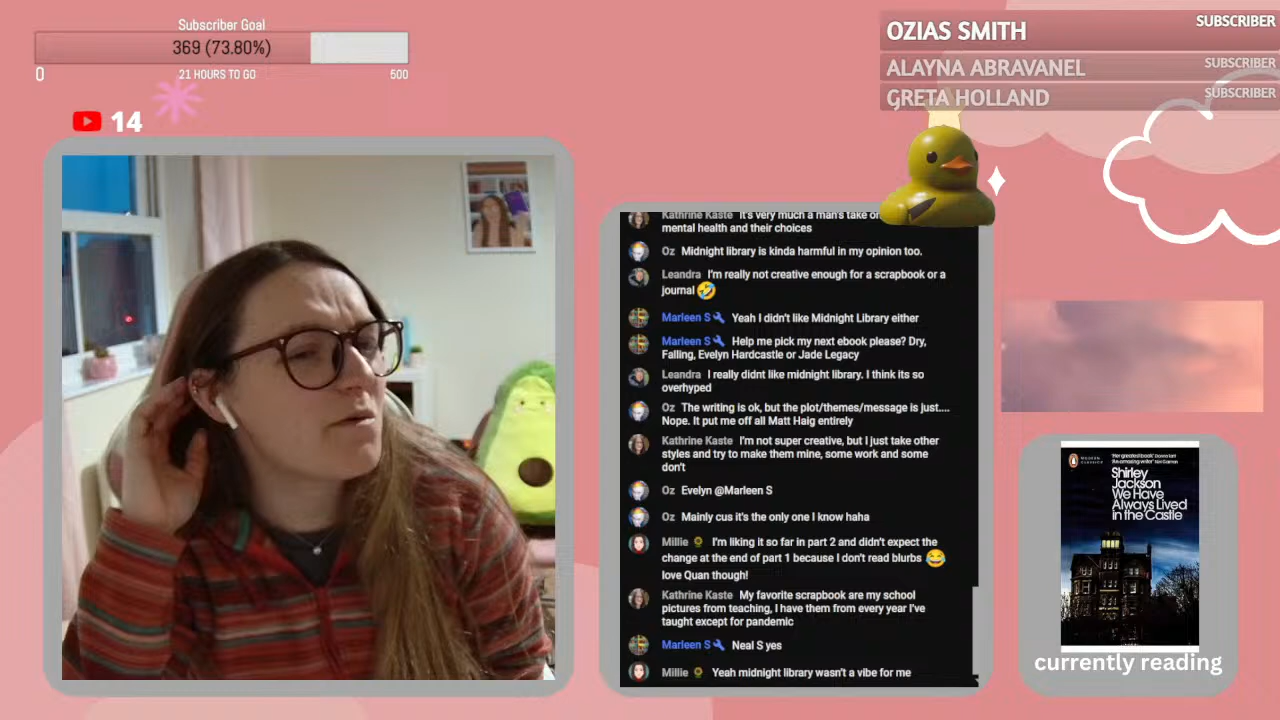 Subscriber Goal
369 (73.80%)
0
21 HOURS TO GO
500
14
OZIAS SMITH
SUBSCRIBER
ALAYNA ABRAVANEL
SUBSCRIBER
GRETA HOLLAND
SUBSCRIBER
Kathrine Kaste It's very much a man's take
mental health and their choices
Oz Midnight library is kinda harmful in my opinion too.
Leandra I'm really not creative enough for a scrapbook or a
journal 🤣
Marleen S Yeah I didn't like Midnight Library either
Marleen S Help me pick my next ebook please? Dry,
Falling, Evelyn Hardcastle or Jade Legacy
Leandra I really didnt like midnight library. I think its so
overhyped
Oz The writing is ok, but the plot/themes/message is just....
Nope. It put me off all Matt Haig entirely
Kathrine Kaste I'm not super creative, but I just take other
styles and try to make them mine, some work and some
don't
Oz Evelyn @Marleen S
Oz Mainly cus it's the only one I know haha
Millie I'm liking it so far in part 2 and didn't expect the
change at the end of part 1 because I don't read blurbs 😂
love Quan though!
Kathrine Kaste My favorite scrapbook are my school
pictures from teaching, I have them from every year I've
taught except for pandemic
Marleen S Neal S yes
Millie Yeah midnight library wasn't a vibe for me
MODERN
CLASSICS
Shirley
Jackson
We Have
Always Lived
in the Castle
currently reading